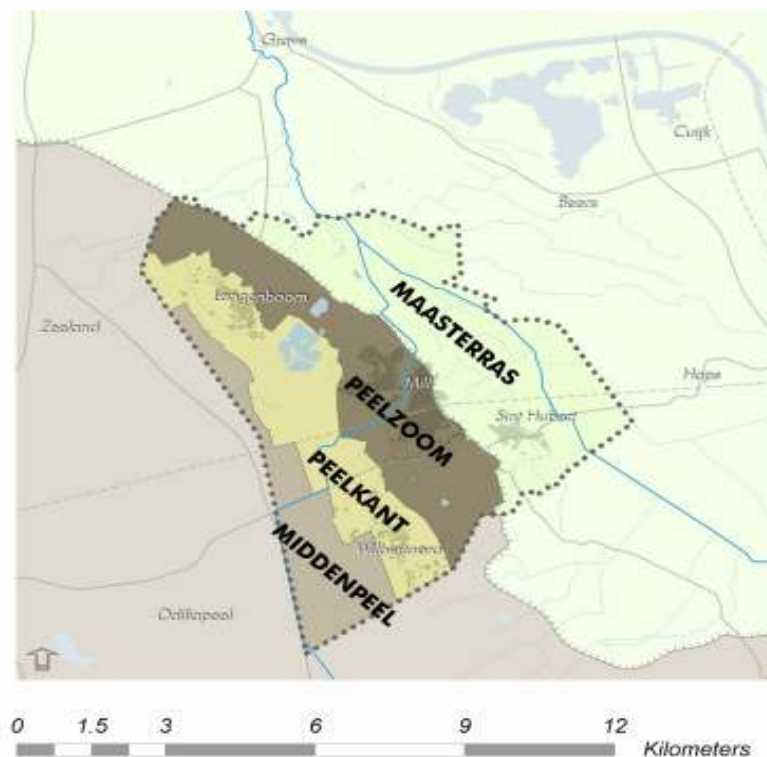 Grave
Cuijk
Beers
Langenboom
Zeeland
MAASTERRAS
Haps
Mill
PEELZOOM
Sint Hubert
PEELKANT
Wilbertoord
MIDDENPEEL
Odiliapeel
0 1.5 3 6 9 12
Kilometers